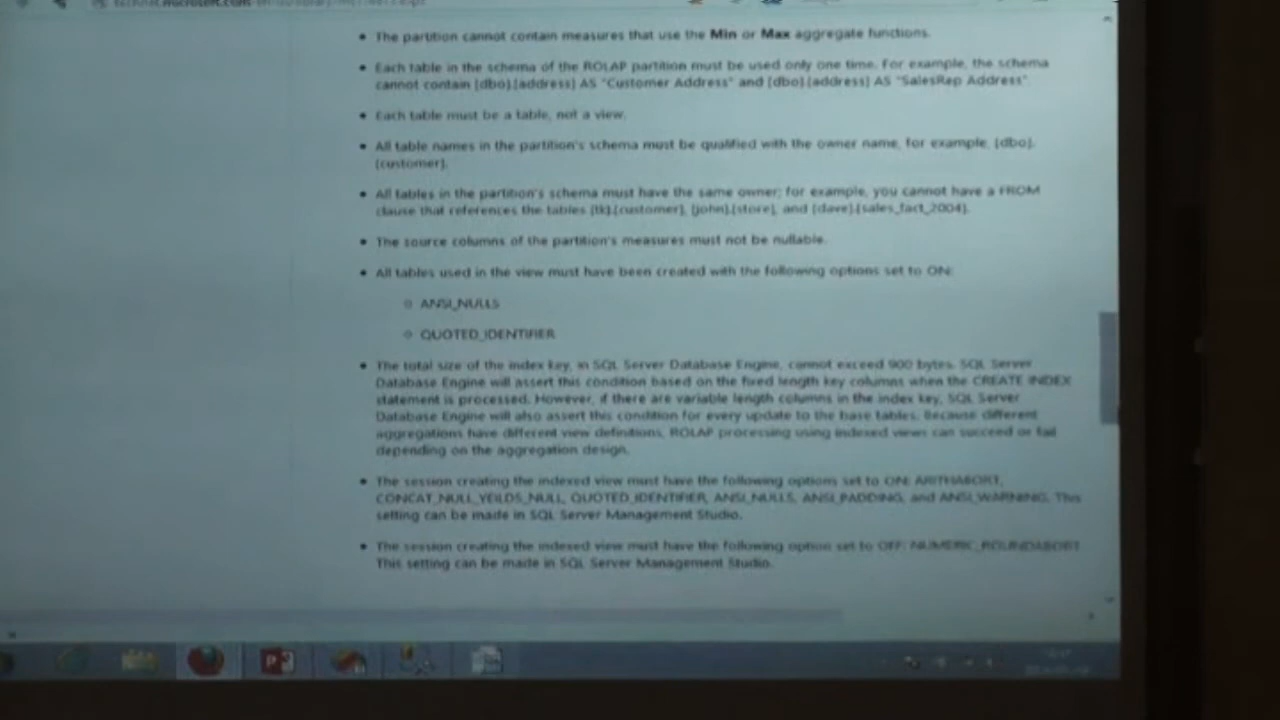 The partition cannot contain measures that use the Min or Max aggregate functions.
Each table in the schema of the ROLAP partition must be used only one time. For example, the schema
cannot contain [dbo].[address] AS "Customer Address" and [dbo].[address] AS "SalesRep Address".
Each table must be a table, not a view.
All table names in the partition's schema must be qualified with the owner name, for example, [dbo].
[customer].
All tables in the partition's schema must have the same owner; for example, you cannot have a FROM
clause that references the tables [tk].[customer], [john].[store], and [dave].[sales_fact_2004].
The source columns of the partition's measures must not be nullable.
All tables used in the view must have been created with the following options set to ON:
ANSI_NULLS
QUOTED_IDENTIFIER
The total size of the index key, in SQL Server Database Engine, cannot exceed 900 bytes. SQL Server
Database Engine will assert this condition based on the fixed length key columns when the CREATE INDEX
statement is processed. However, if there are variable length columns in the index key, SQL Server
Database Engine will also assert this condition for every update to the base tables. Because different
aggregations have different view definitions, ROLAP processing using indexed views can succeed or fail
depending on the aggregation design.
The session creating the indexed view must have the following options set to ON: ARITHABORT,
CONCAT_NULL_YEILDS_NULL, QUOTED_IDENTIFIER, ANSI_NULLS, ANSI_PADDING, and ANSI_WARNING. This
setting can be made in SQL Server Management Studio.
The session creating the indexed view must have the following option set to OFF: NUMERIC_ROUNDABORT.
This setting can be made in SQL Server Management Studio.